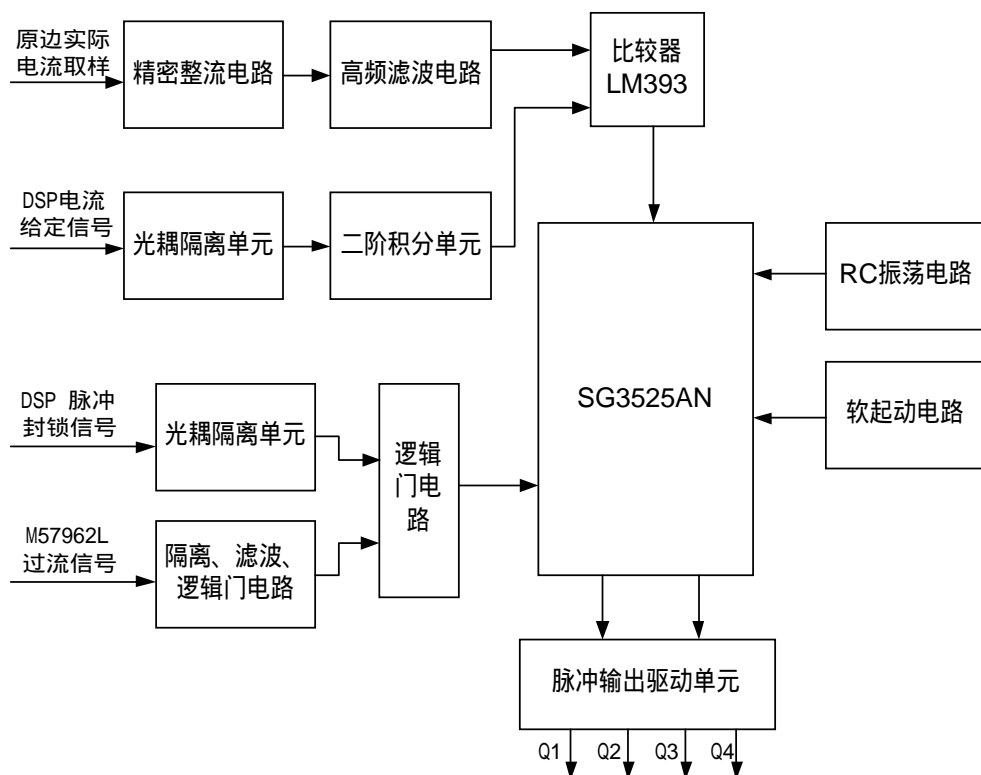 原边实际
电流取样
精密整流电路
高频滤波电路
比较器
LM393
DSP电流
给定信号
光耦隔离单元
二阶积分单元
RC振荡电路
SG3525AN
软起动电路
DSP 脉冲
封锁信号
光耦隔离单元
逻辑
门电
路
M57962L
过流信号
隔离、滤波、
逻辑门电路
脉冲输出驱动单元
Q1 Q2 Q3 Q4